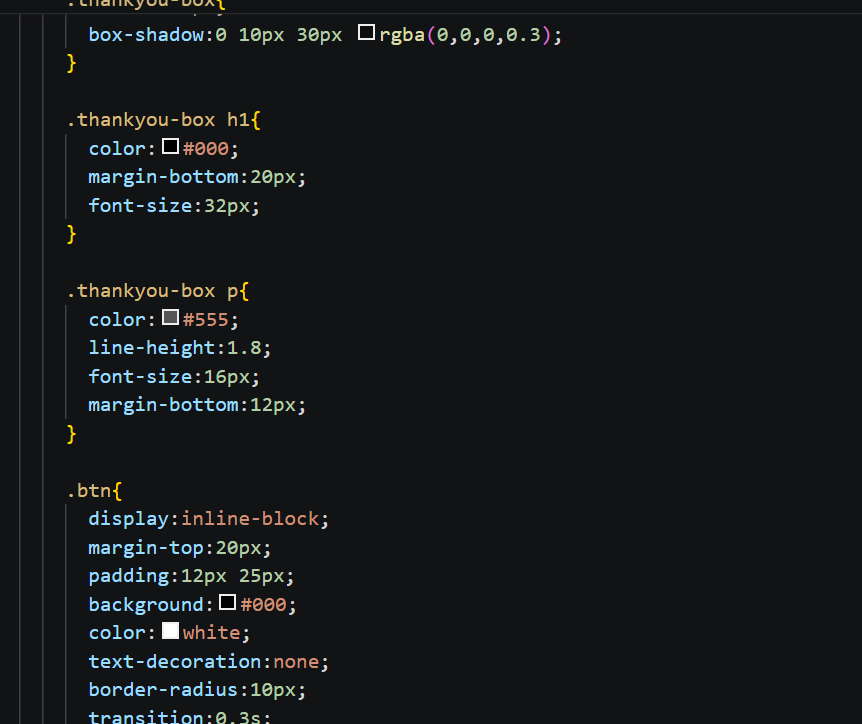 .thankyou-box{
box-shadow:0 10px 30px rgba(0,0,0,0.3);
}
.thankyou-box h1{
color:#000;
margin-bottom:20px;
font-size:32px;
}
.thankyou-box p{
color:#555;
line-height:1.8;
font-size:16px;
margin-bottom:12px;
}
.btn{
display:inline-block;
margin-top:20px;
padding:12px 25px;
background:#000;
color:white;
text-decoration:none;
border-radius:10px;
transition:0.3s;